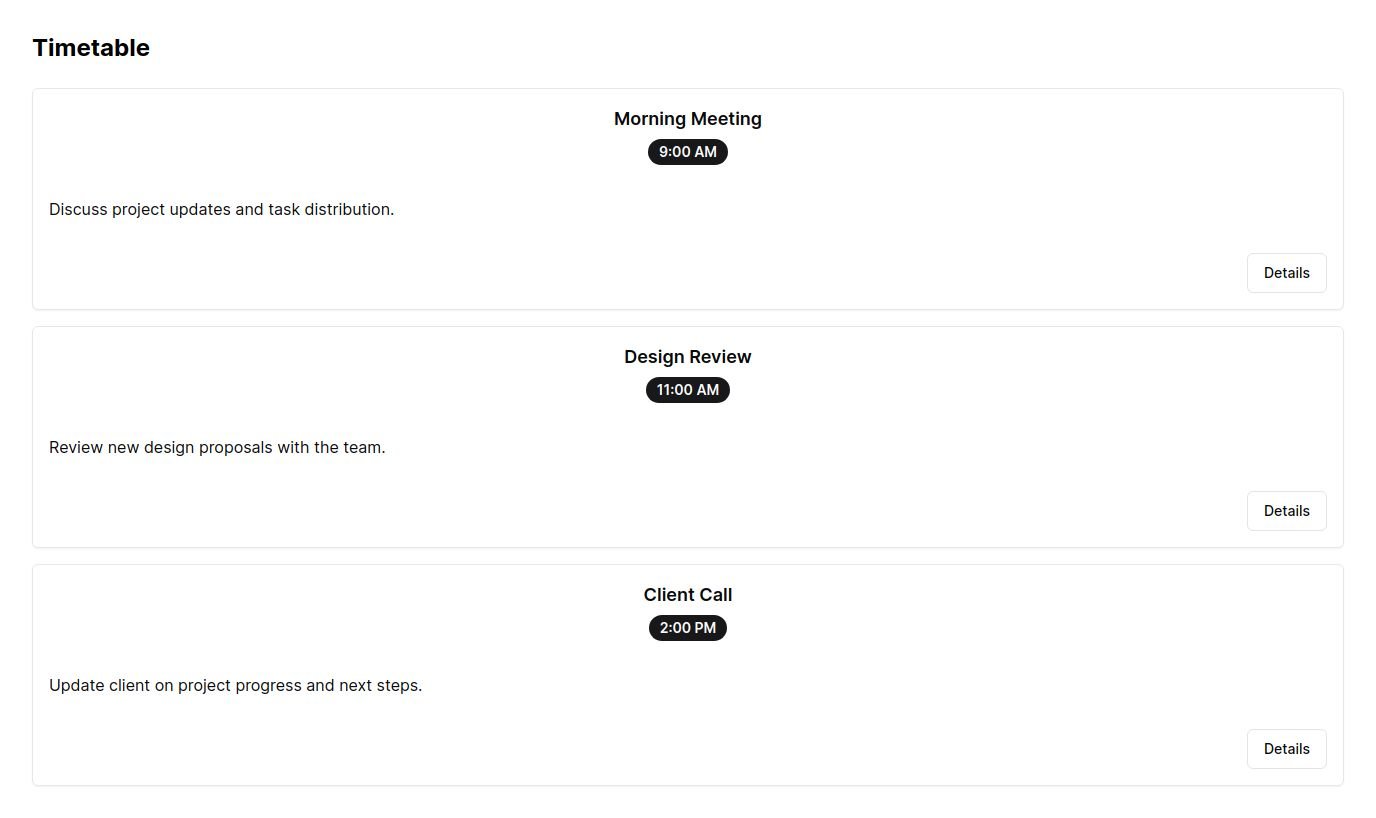 Timetable
Morning Meeting
9:00 AM
Discuss project updates and task distribution.
Details
Design Review
11:00 AM
Review new design proposals with the team.
Details
Client Call
2:00 PM
Update client on project progress and next steps.
Details